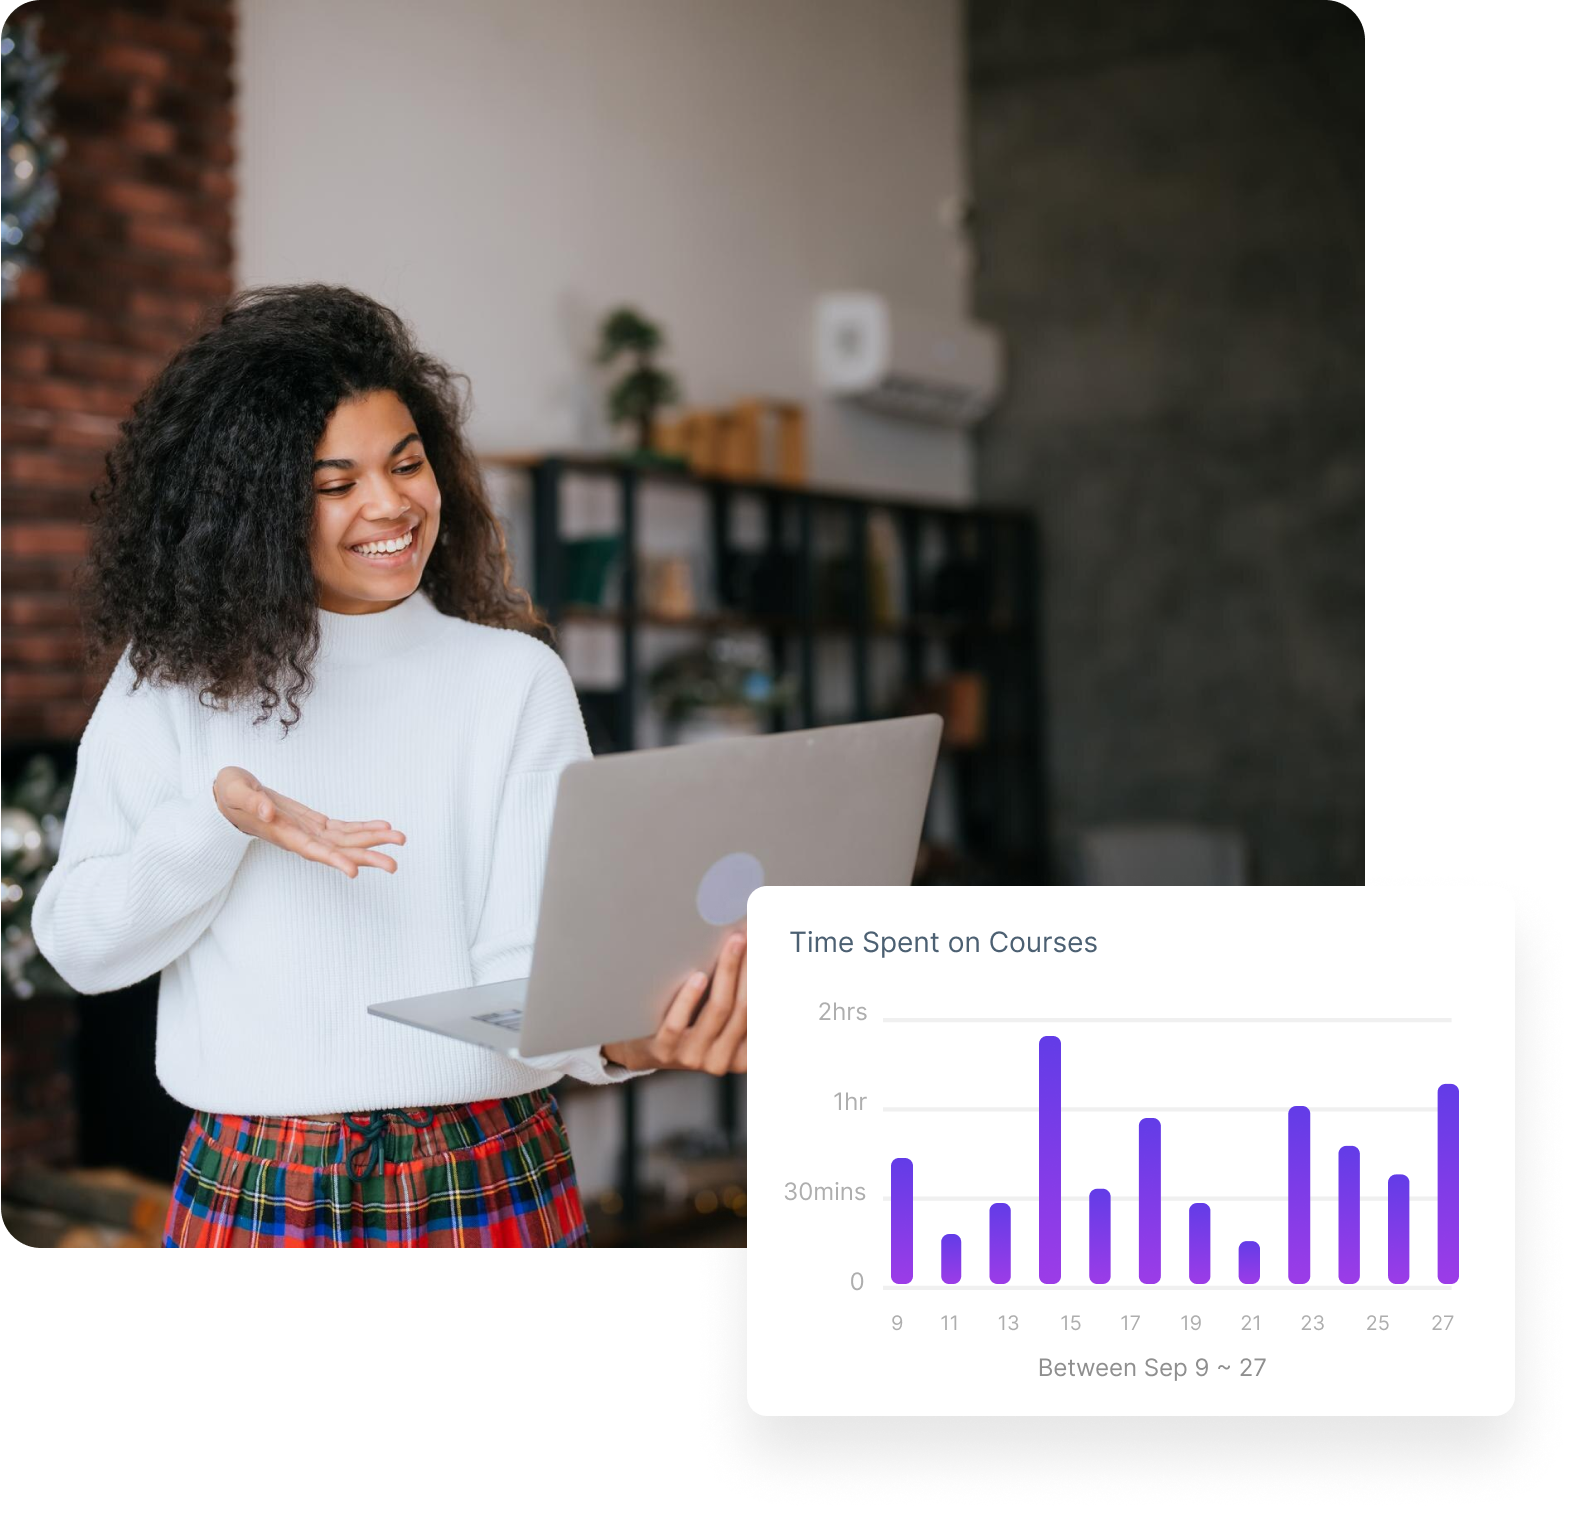 Time Spent on Courses
2hrs
1hr
30mins
0
9 11 13 15 17 19 21 23 25 27
Between Sep 9 ~ 27